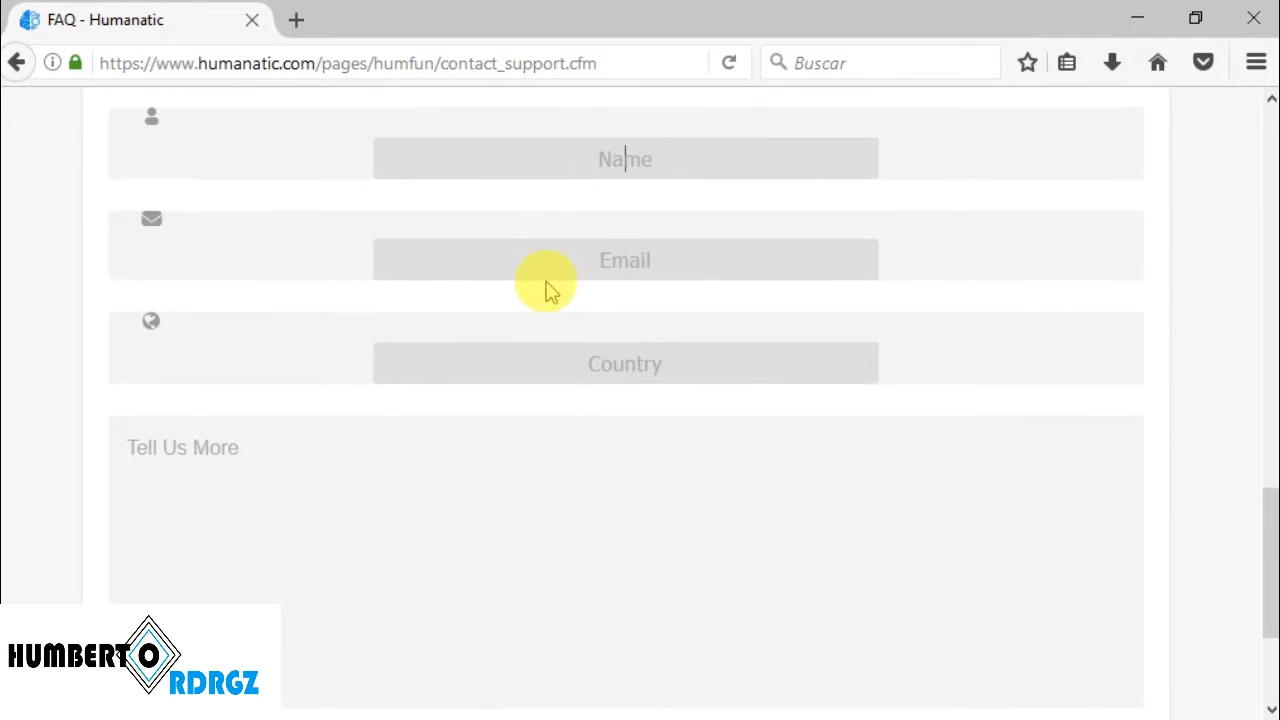 FAQ - Humanatic
https://www.humanatic.com/pages/humfun/contact_support.cfm
Buscar
Name
Email
Country
Tell Us More
HUMBERTO
RDRGZ